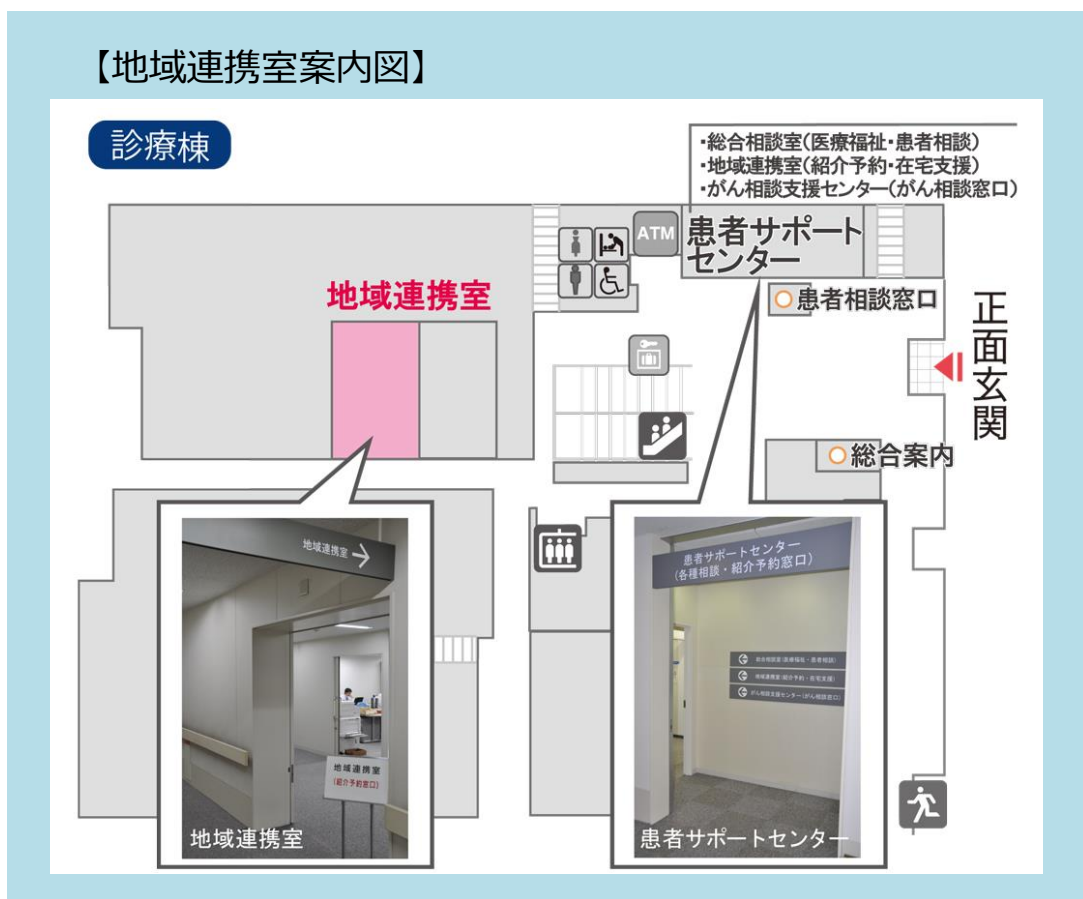 【地域連携室案内図】
診療棟
・総合相談室(医療福祉・患者相談)
・地域連携室(紹介予約・在宅支援)
・がん相談支援センター(がん相談窓口)
ATM
患者サポート
センター
地域連携室
患者相談窓口
正面玄関
総合案内
地域連携室
地域連携室
(紹介予約窓口)
地域連携室
患者サポートセンター
(各種相談・紹介予約窓口)
総合相談室(医療福祉・患者相談)
地域連携室(紹介予約・在宅支援)
がん相談支援センター(がん相談窓口)
患者サポートセンター